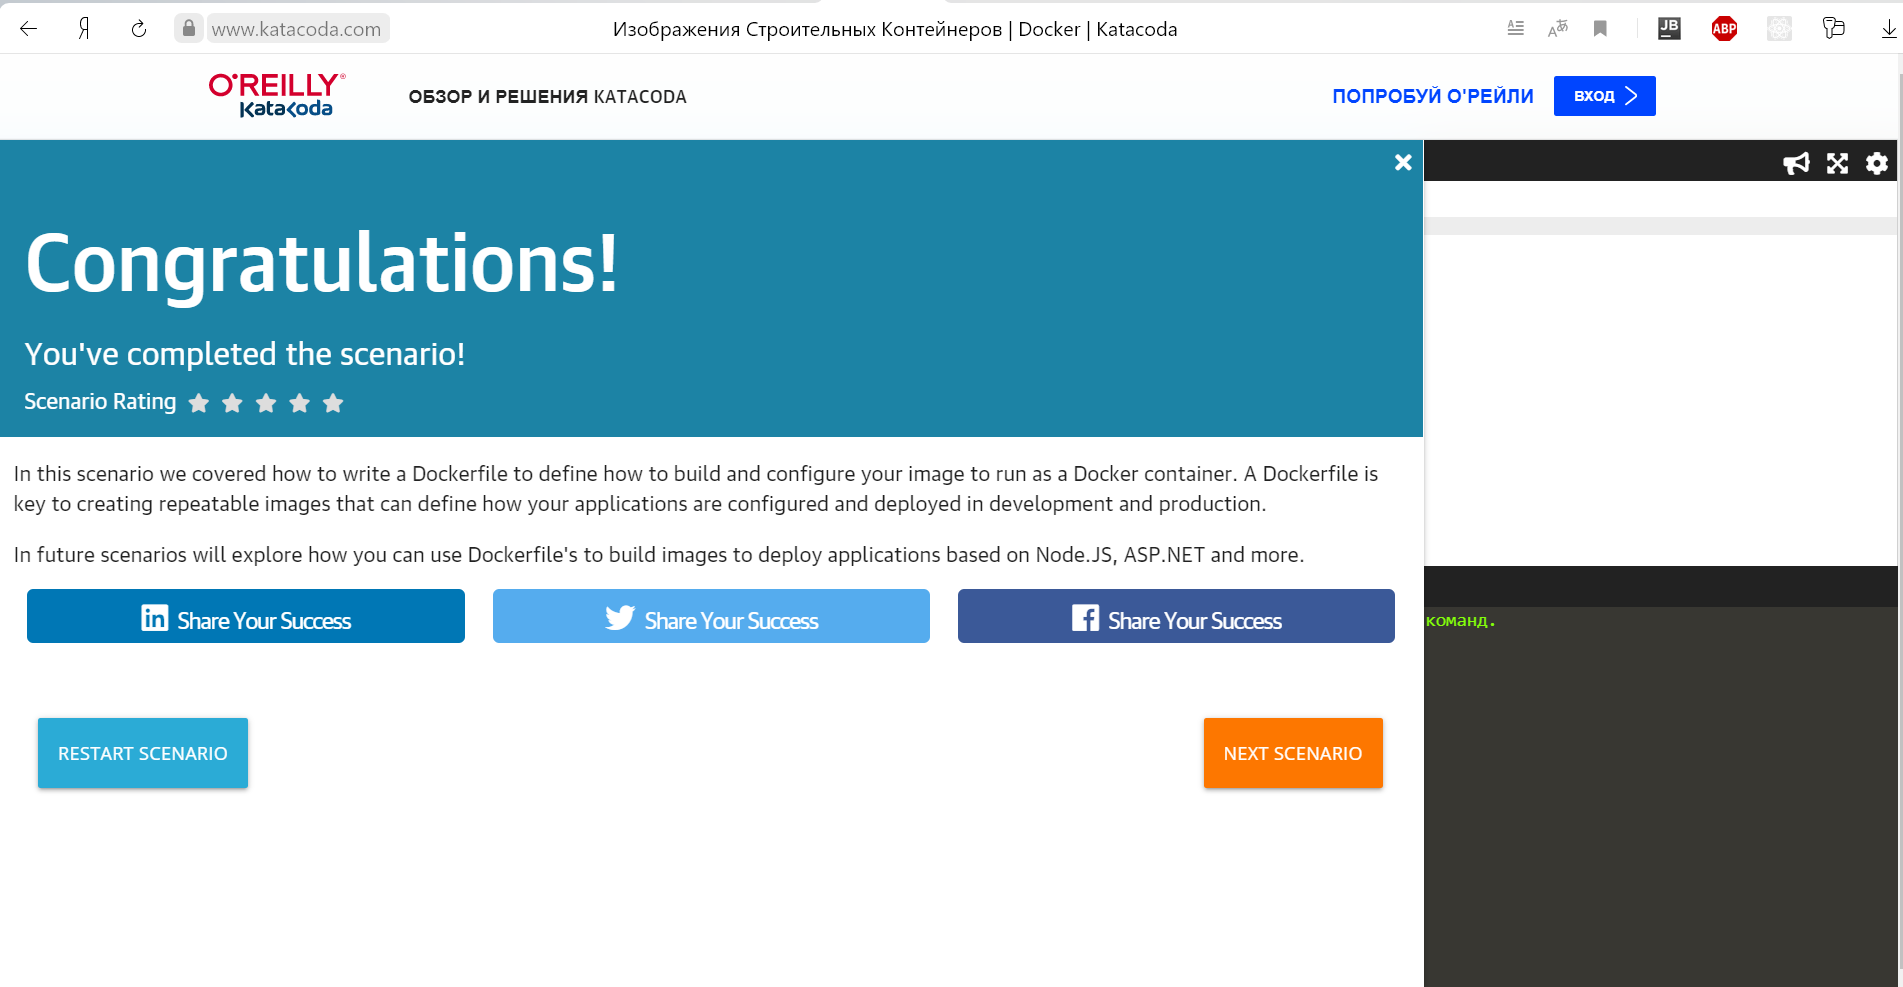 www.katacoda.com
Изображения Строительных Контейнеров | Docker | Katacoda
JB
ABP
O'REILLY®
Katacoda
ОБЗОР И РЕШЕНИЯ KATACODA
ПОПРОБУЙ О'РЕЙЛИ
ВХОД
Congratulations!
You've completed the scenario!
Scenario Rating
In this scenario we covered how to write a Dockerfile to define how to build and configure your image to run as a Docker container. A Dockerfile is
key to creating repeatable images that can define how your applications are configured and deployed in development and production.
In future scenarios will explore how you can use Dockerfile's to build images to deploy applications based on Node.JS, ASP.NET and more.
Share Your Success
Share Your Success
Share Your Success
команд.
RESTART SCENARIO
NEXT SCENARIO